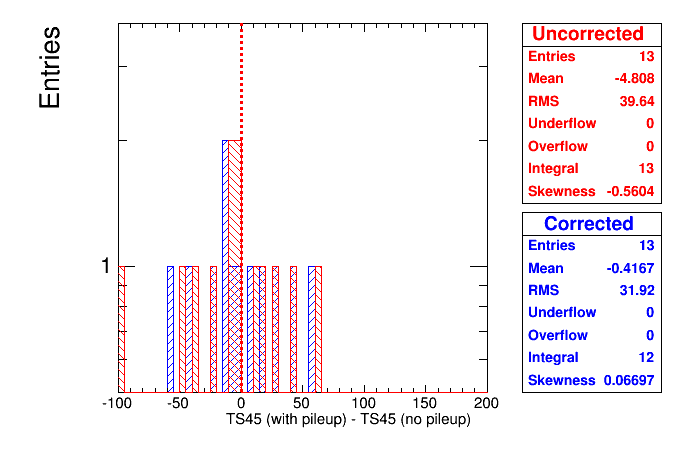 Entries
1
-100 -50 0 50 100 150 200
TS45 (with pileup) - TS45 (no pileup)
Uncorrected
Entries 13
Mean -4.808
RMS 39.64
Underflow 0
Overflow 0
Integral 13
Skewness -0.5604
Corrected
Entries 13
Mean -0.4167
RMS 31.92
Underflow 0
Overflow 0
Integral 12
Skewness 0.06697